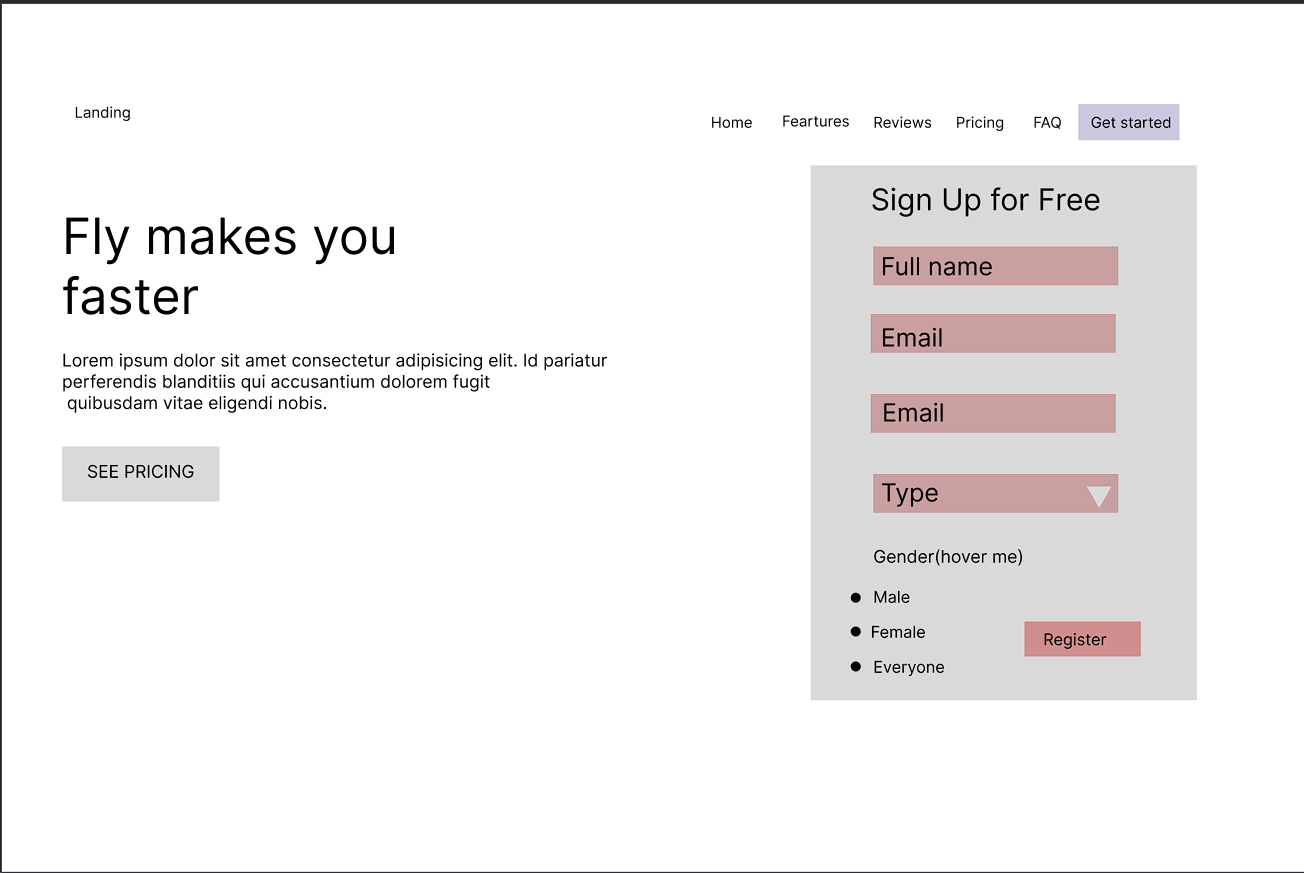 Landing
Home
Feartures
Reviews
Pricing
FAQ
Get started
Fly makes you
faster
Lorem ipsum dolor sit amet consectetur adipisicing elit. Id pariatur
perferendis blanditiis qui accusantium dolorem fugit
quibusdam vitae eligendi nobis.
SEE PRICING
Sign Up for Free
Full name
Email
Email
Type
Gender(hover me)
Male
Female
Everyone
Register